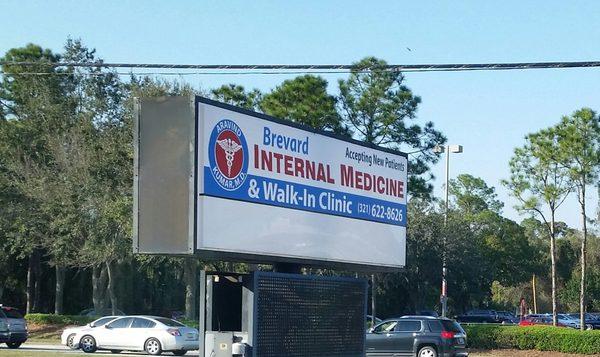 ARAVIND
KUMAR, M.D.
Brevard
Accepting New Patients
INTERNAL MEDICINE
& Walk-In Clinic (321) 622-8626